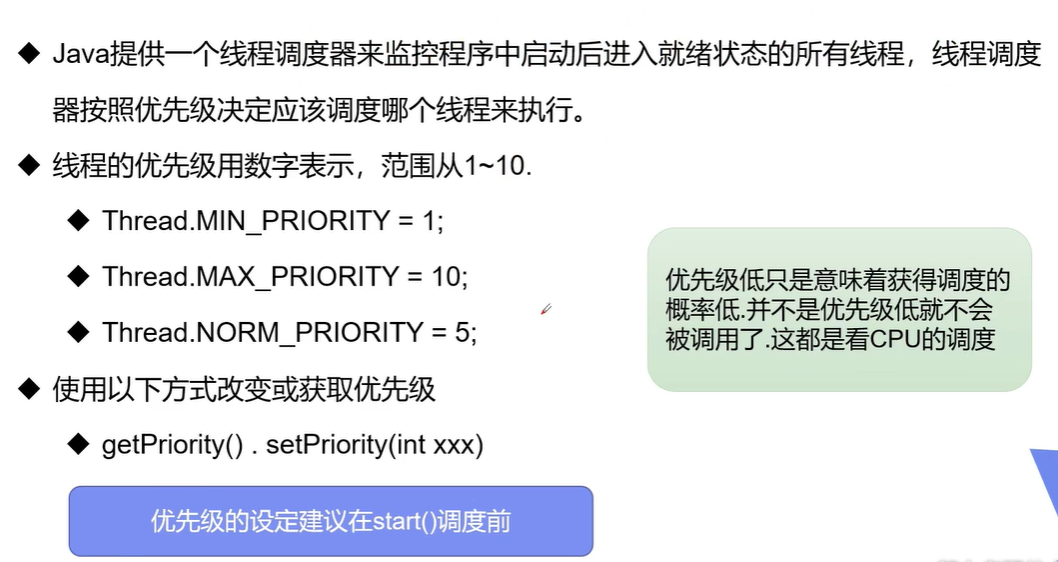 ◆ Java提供一个线程调度器来监控程序中启动后进入就绪状态的所有线程，线程调度
器按照优先级决定应该调度哪个线程来执行。
◆ 线程的优先级用数字表示，范围从1~10.
◆ Thread.MIN_PRIORITY = 1;
◆ Thread.MAX_PRIORITY = 10;
◆ Thread.NORM_PRIORITY = 5;
优先级低只是意味着获得调度的
概率低.并不是优先级低就不会
被调用了.这都是看CPU的调度
◆ 使用以下方式改变或获取优先级
◆ getPriority() . setPriority(int xxx)
优先级的设定建议在start()调度前